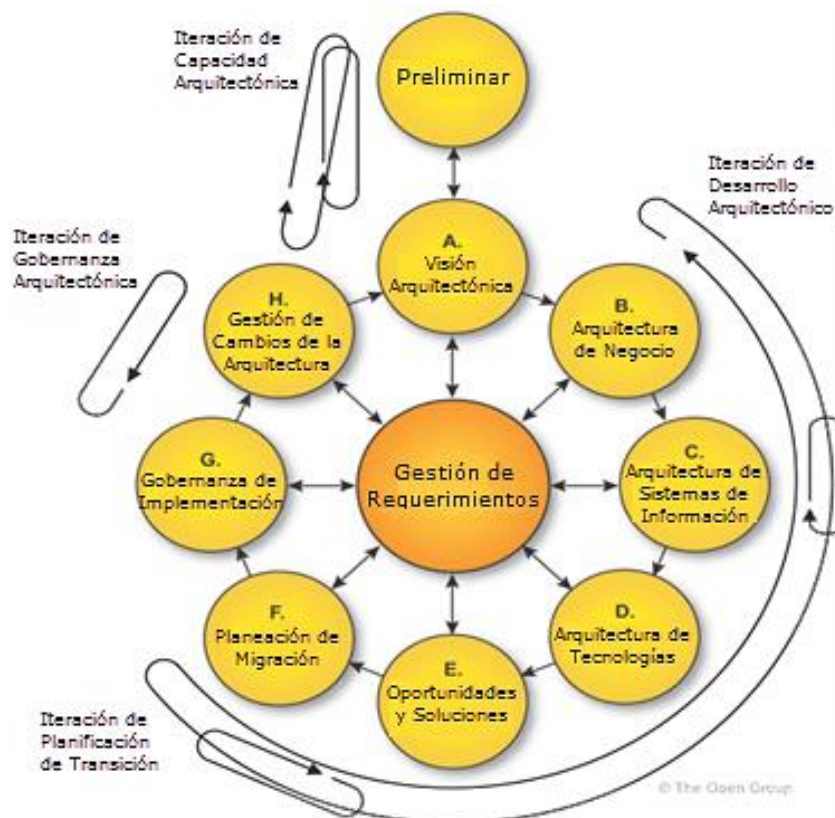 Iteración de
Capacidad
Arquitectónica
Preliminar
Iteración de
Desarrollo
Arquitectónico
Iteración de
Gobernanza
Arquitectónica
A.
Visión
Arquitectónica
H.
Gestión de
Cambios de la
Arquitectura
B.
Arquitectura
de Negocio
G.
Gobernanza de
Implementación
Gestión de
Requerimientos
C.
Arquitectura de
Sistemas de
Información
F.
Planeación de
Migración
D.
Arquitectura de
Tecnologías
E.
Oportunidades
y Soluciones
Iteración de
Planificación
de Transición
© The Open Group